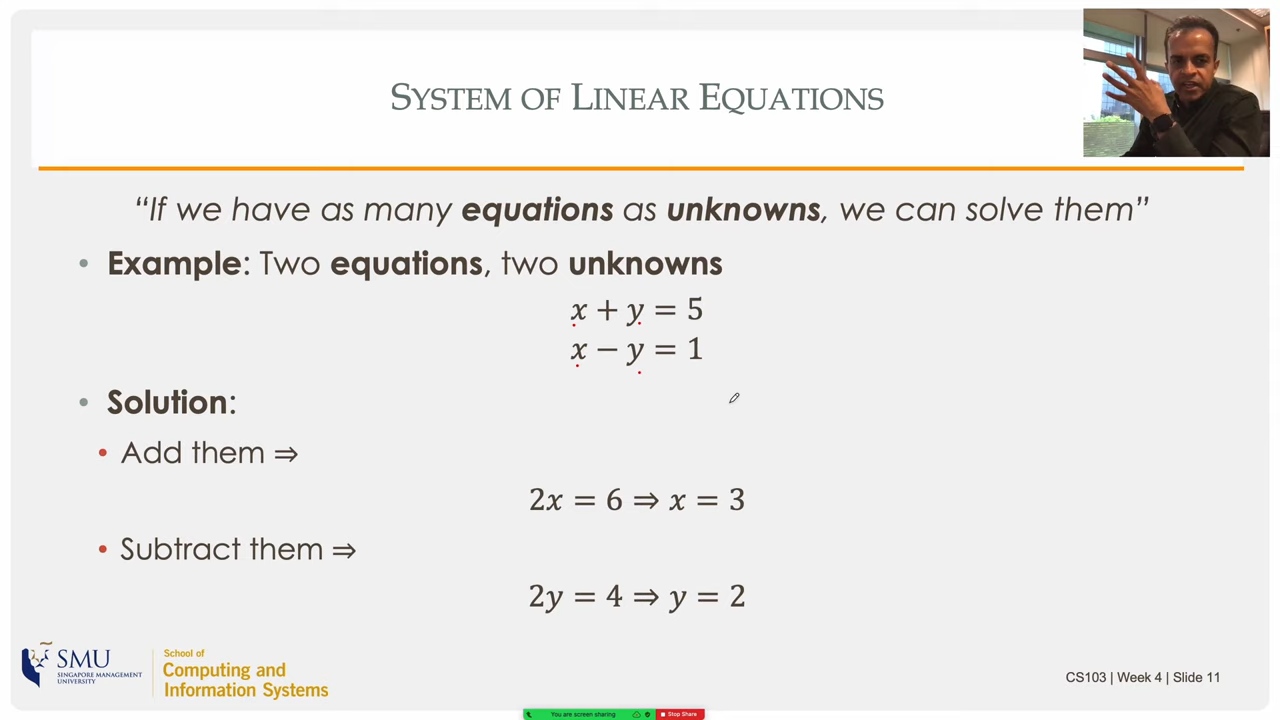 SYSTEM OF LINEAR EQUATIONS
“If we have as many equations as unknowns, we can solve them”
• Example: Two equations, two unknowns
x + y = 5
x − y = 1
• Solution:
• Add them ⇒
2x = 6 ⇒ x = 3
• Subtract them ⇒
2y = 4 ⇒ y = 2
SMU
SINGAPORE MANAGEMENT
UNIVERSITY
School of
Computing and
Information Systems
CS103 | Week 4 | Slide 11
You are screen sharing
Stop Share